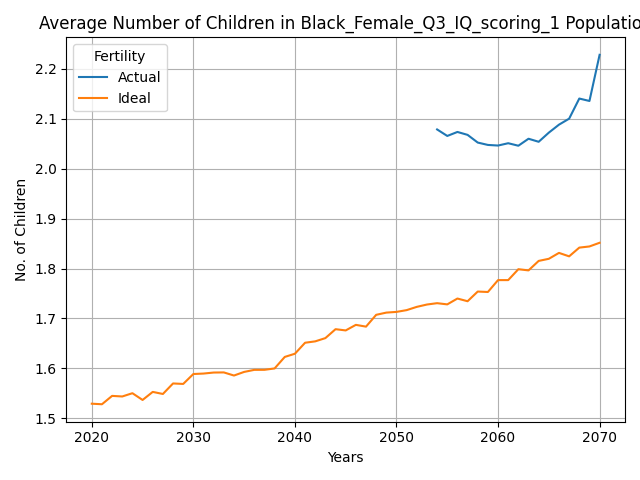 Average Number of Children in Black_Female_Q3_IQ_scoring_1 Populatio
Fertility
Actual
Ideal
No. of Children
2.2
2.1
2.0
1.9
1.8
1.7
1.6
1.5
2020 2030 2040 2050 2060 2070
Years